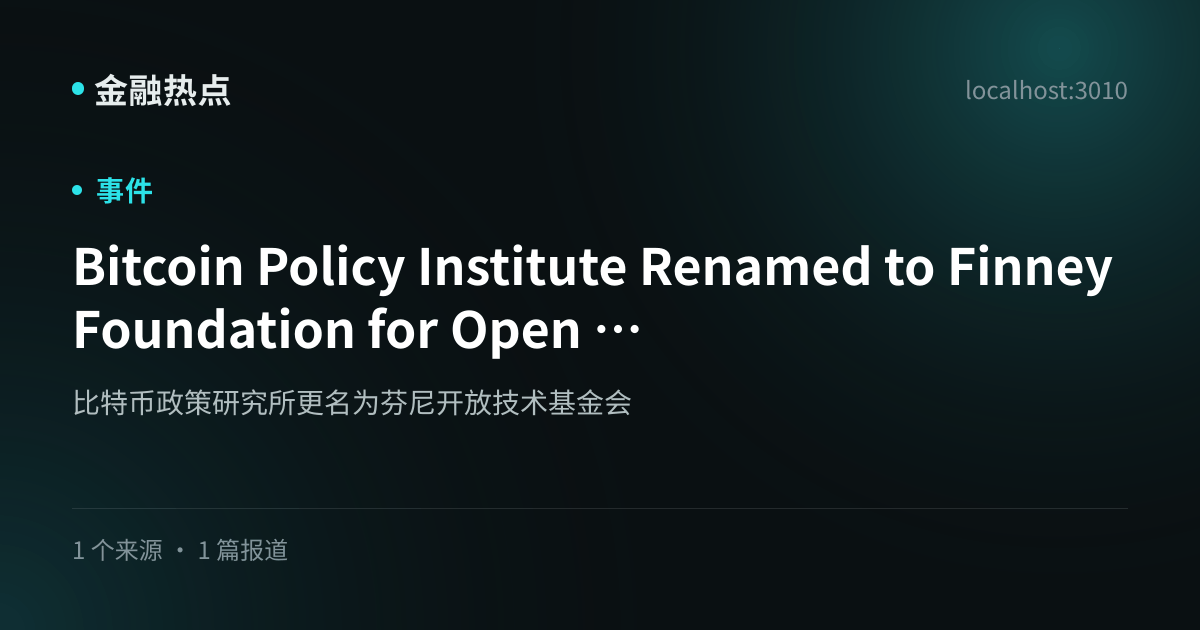 金融热点
localhost:3010
事件
Bitcoin Policy Institute Renamed to Finney
Foundation for Open ···
比特币政策研究所更名为芬尼开放技术基金会
1 个来源 · 1 篇报道